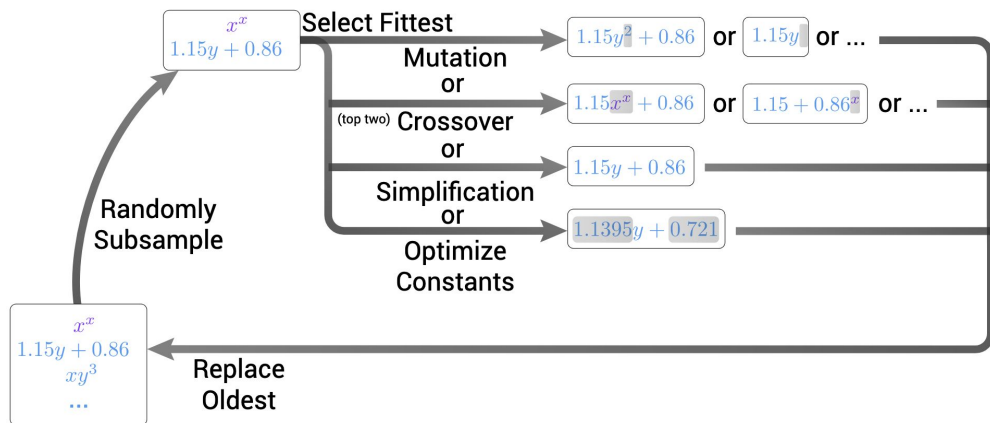 x^x
1.15y + 0.86
Select Fittest
1.15y^2 + 0.86 or 1.15y or ...
Mutation
or
(top two) Crossover
1.15x^x + 0.86 or 1.15 + 0.86^x or ...
or
1.15y + 0.86
Simplification
or
1.1395y + 0.721
Optimize
Constants
Randomly
Subsample
x^x
1.15y + 0.86
xy^3
...
Replace
Oldest